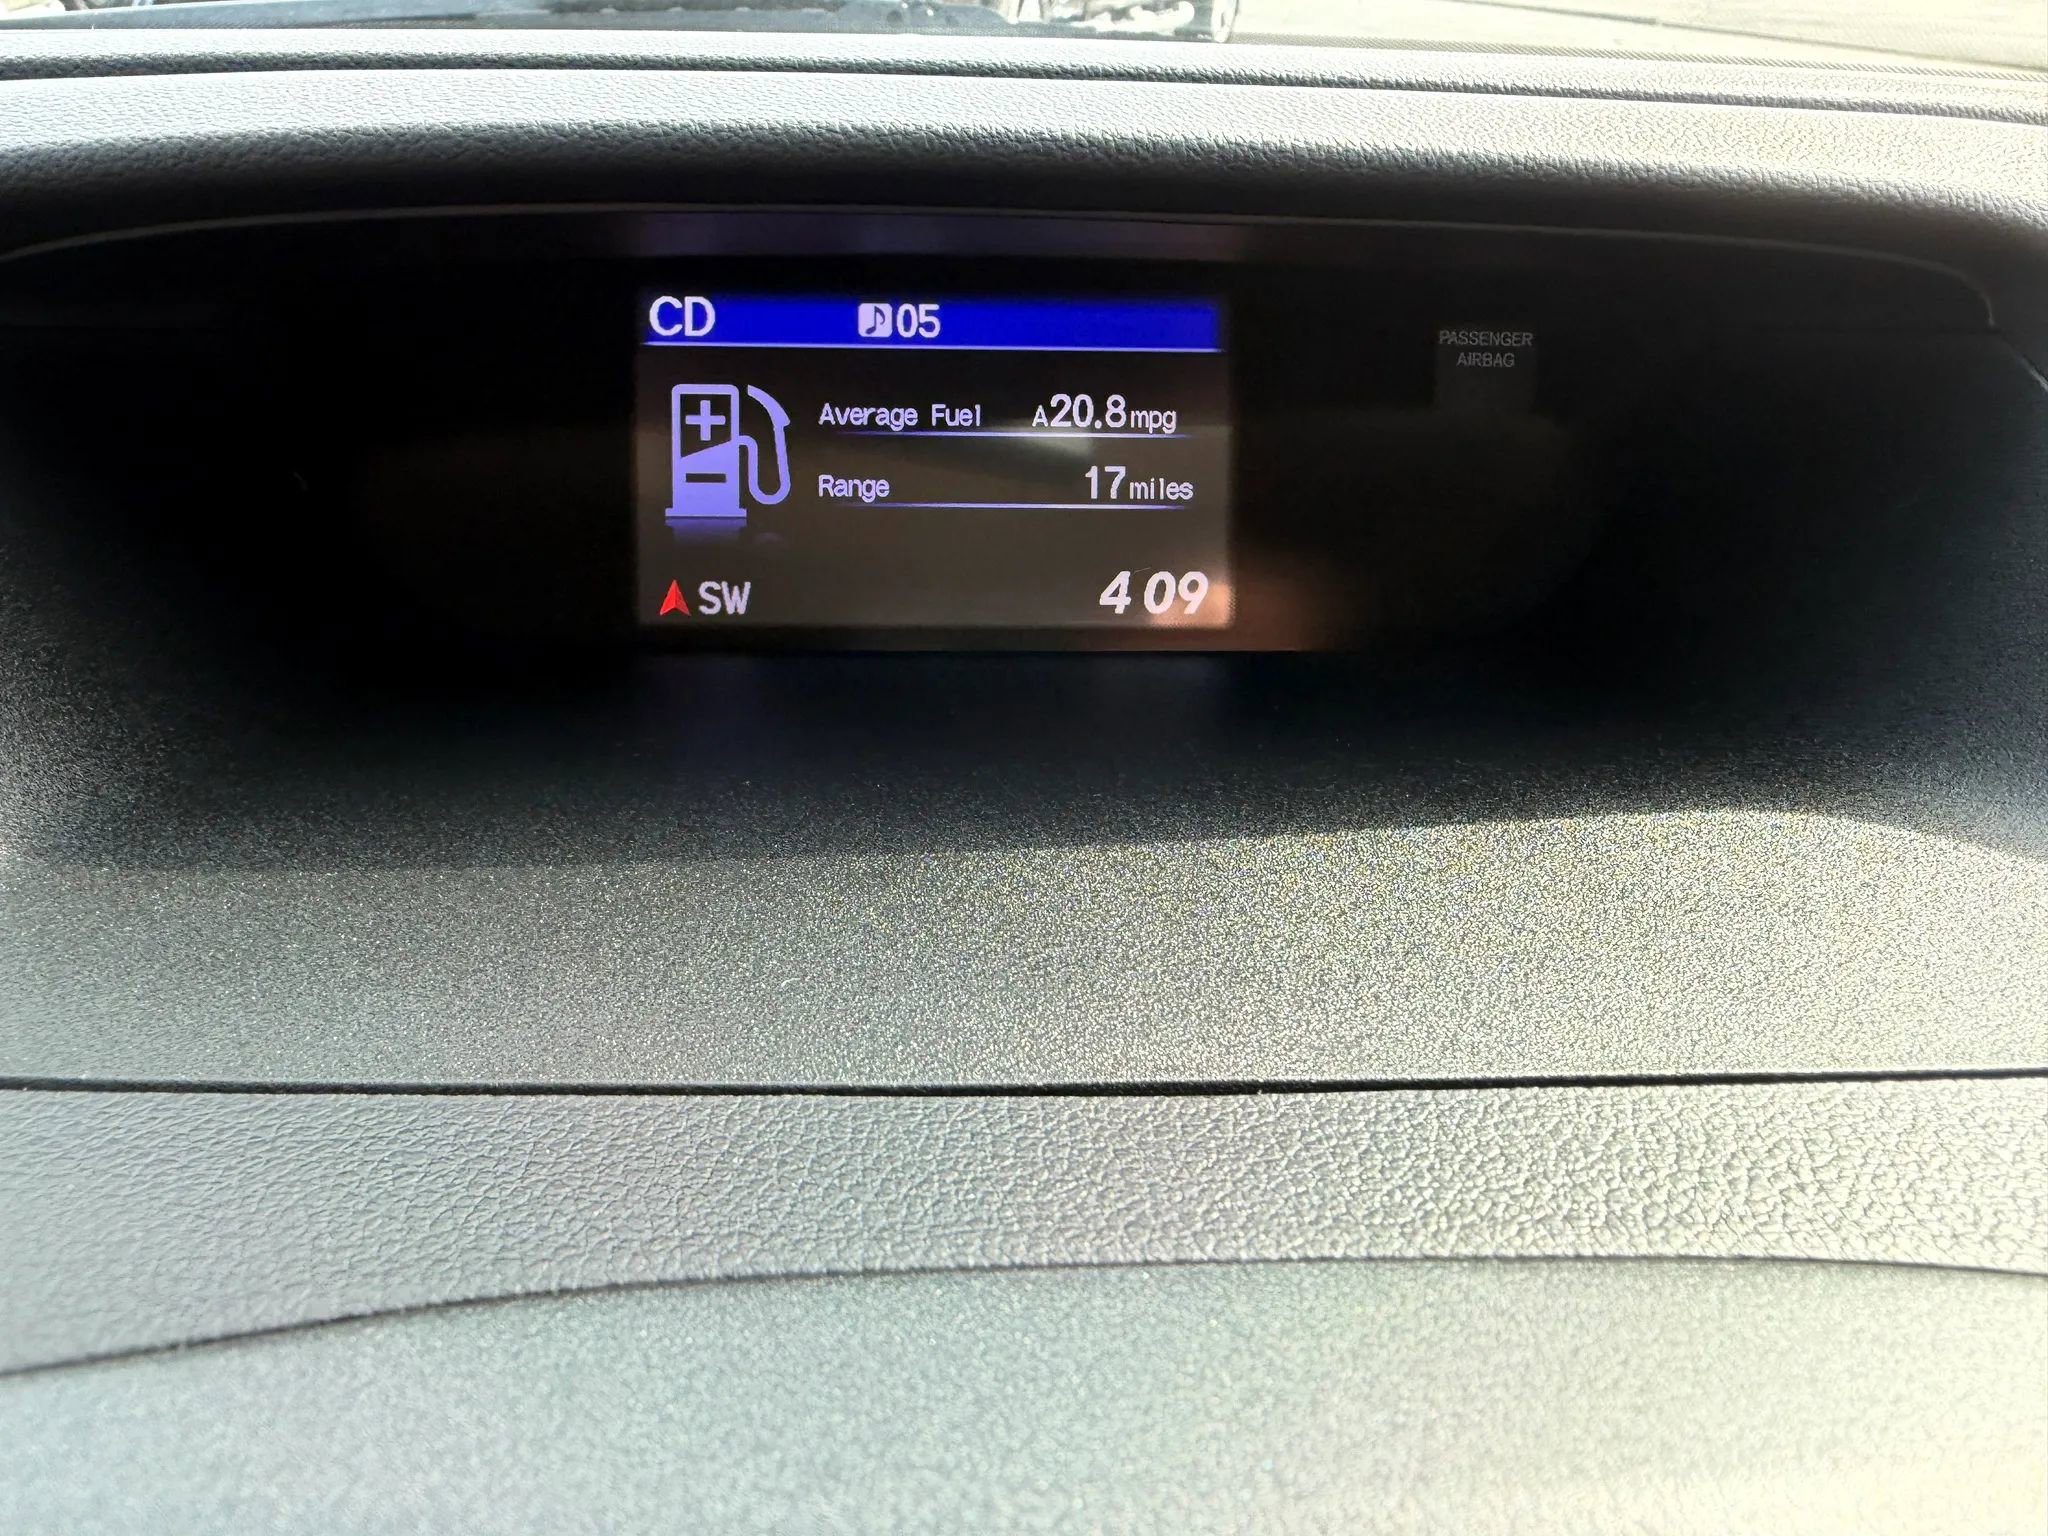 CD 05
PASSENGER
AIRBAG
Average Fuel A20.8mpg
Range 17miles
SW 4 09